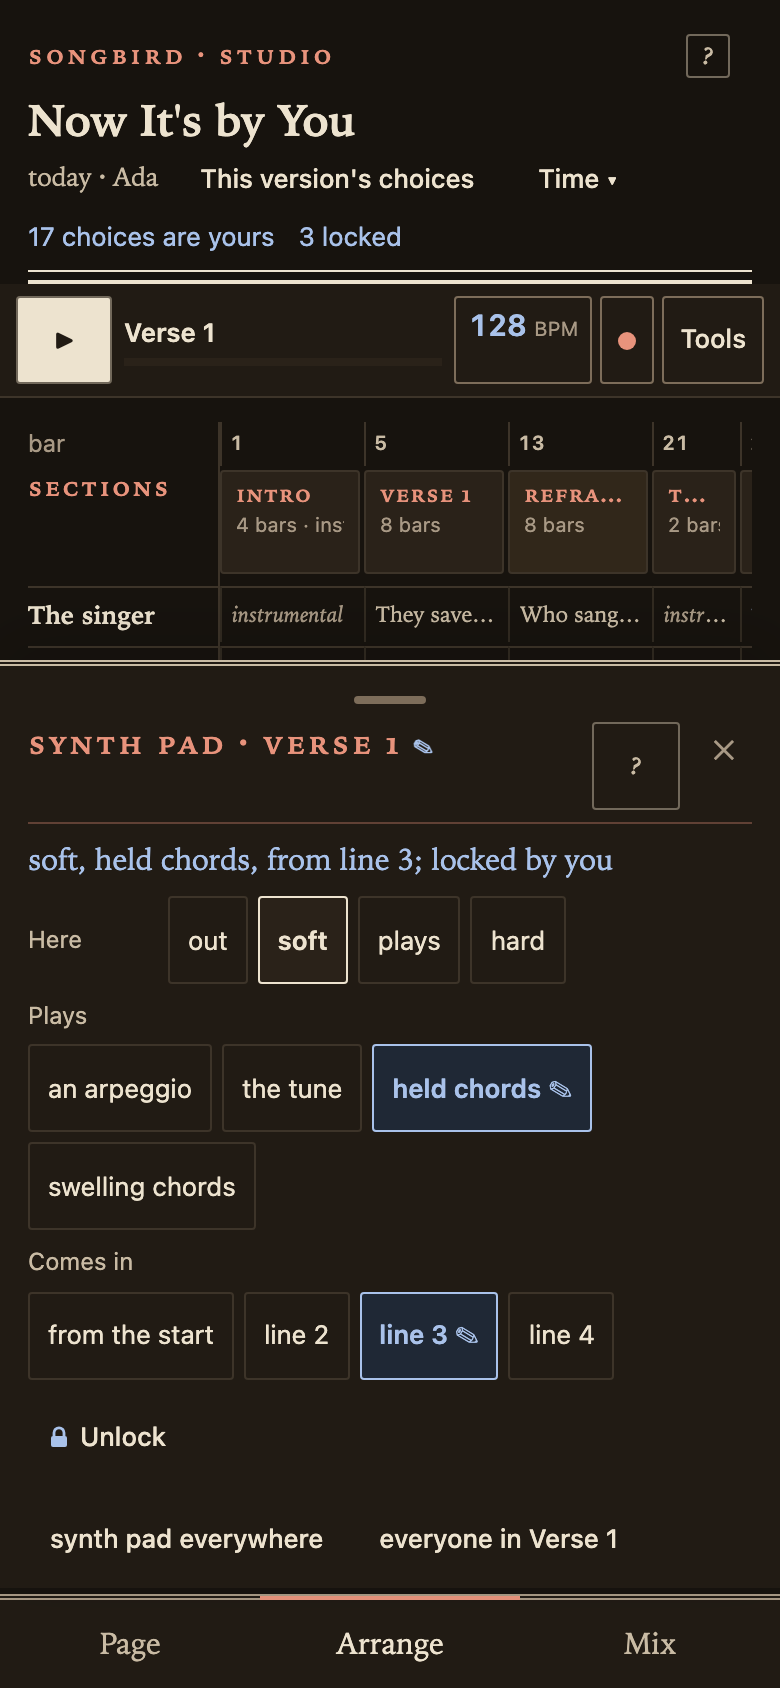 SONGBIRD · STUDIO
?
Now It's by You
today · Ada This version's choices Time ▾
17 choices are yours 3 locked
Verse 1
128 BPM
Tools
bar 1 5 13 21
SECTIONS
INTRO VERSE 1 REFRA... T...
4 bars · ins 8 bars 8 bars 2 bars
The singer instrumental They save... Who sang... instr...
SYNTH PAD · VERSE 1 ✎
?
×
soft, held chords, from line 3; locked by you
Here out soft plays hard
Plays
an arpeggio the tune held chords ✎
swelling chords
Comes in
from the start line 2 line 3 ✎ line 4
Unlock
synth pad everywhere everyone in Verse 1
Page Arrange Mix